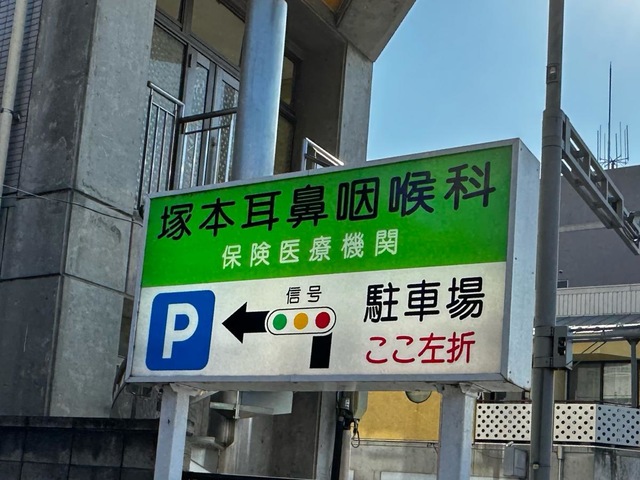 塚本耳鼻咽喉科
保険医療機関
信号
P
駐車場
ここ左折